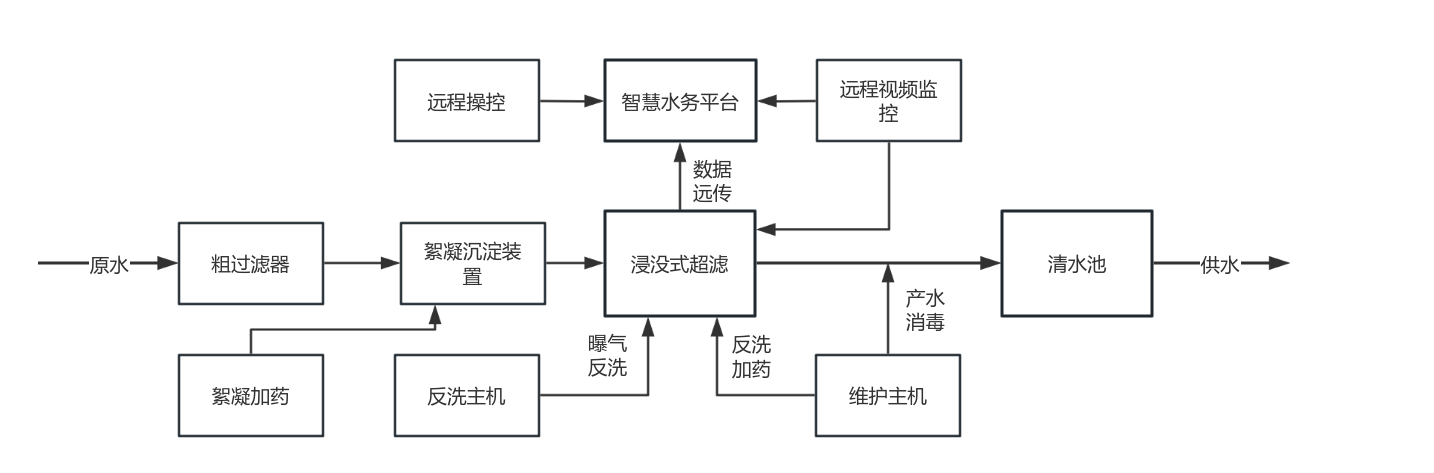 远程操控
智慧水务平台
远程视频监
控
数据
远传
原水
粗过滤器
絮凝沉淀装
置
浸没式超滤
清水池
供水
产水
消毒
曝气
反洗
反洗
加药
絮凝加药
反洗主机
维护主机